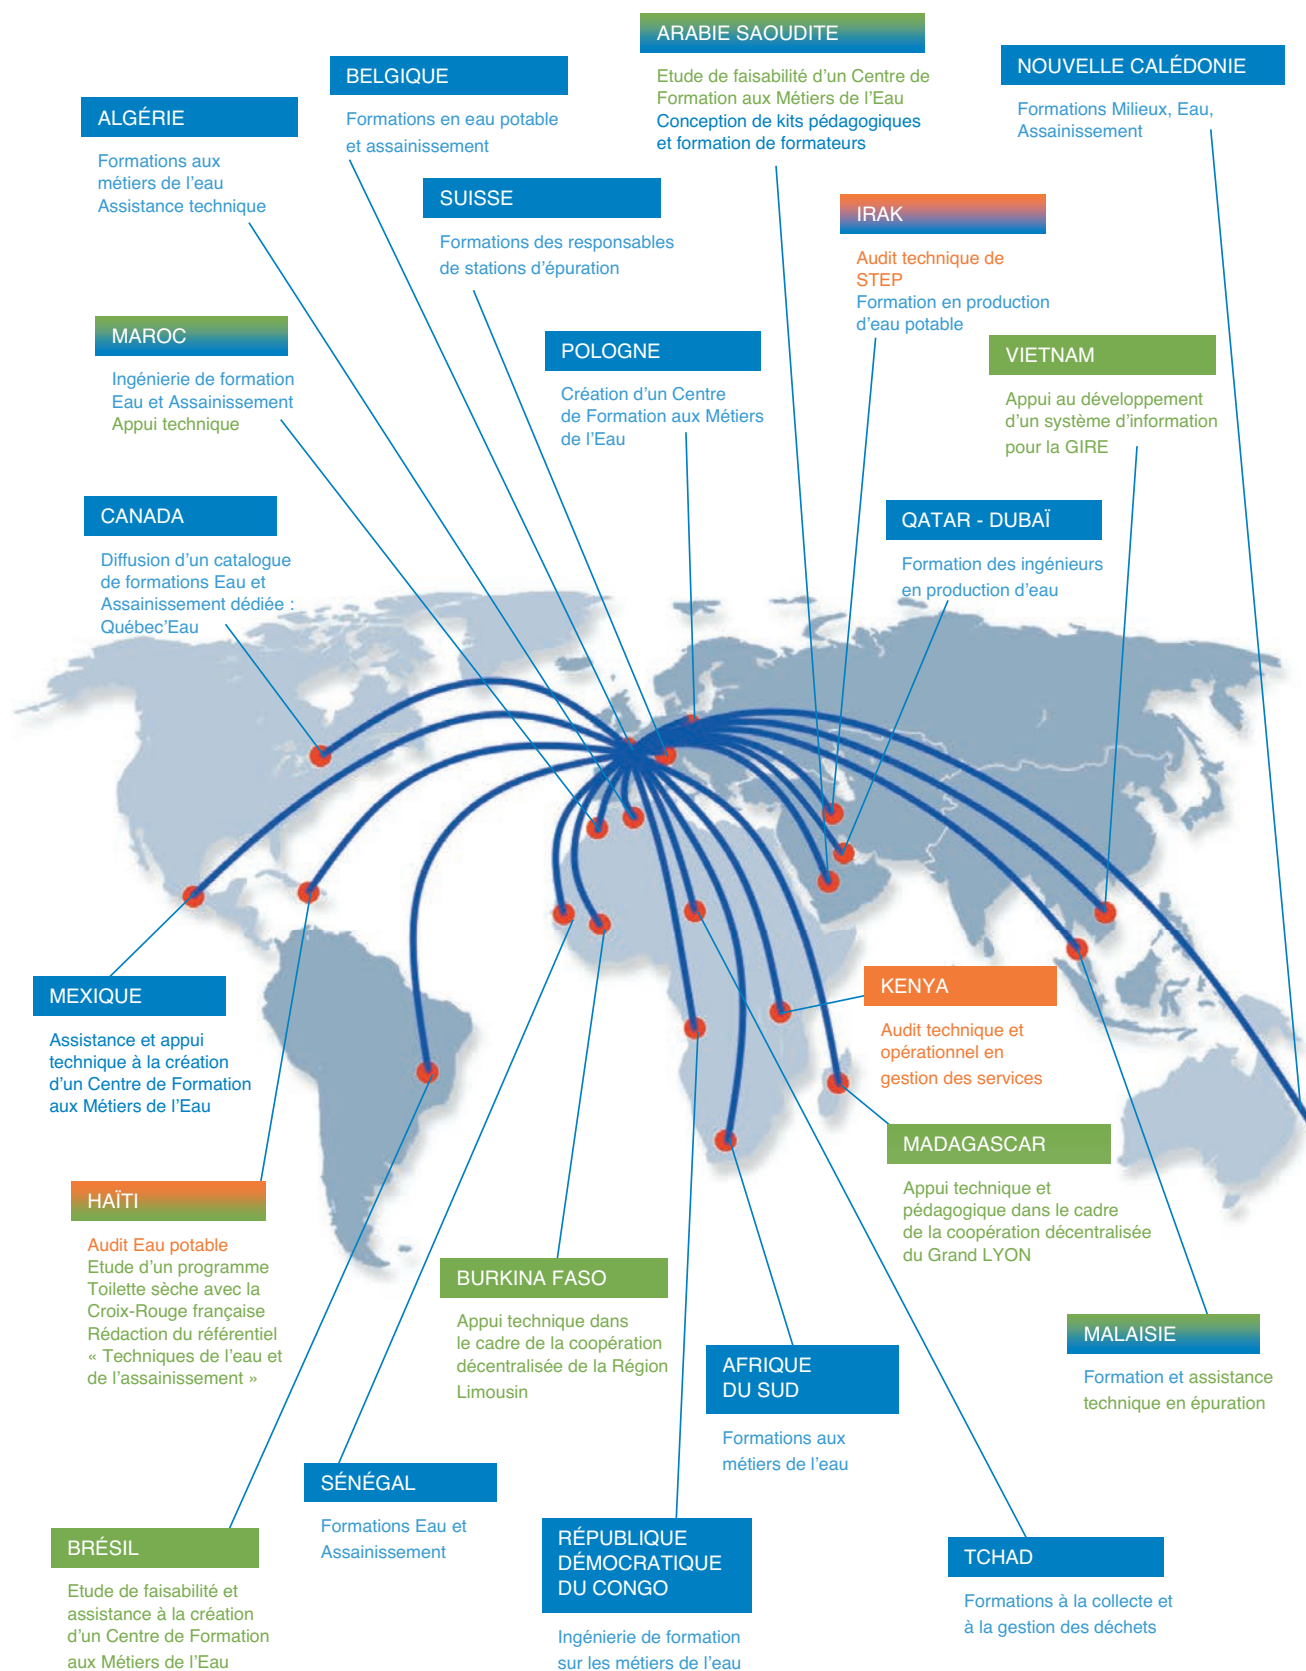 ARABIE SAOUDITE
Etude de faisabilité d'un Centre de
Formation aux Métiers de l'Eau
Conception de kits pédagogiques
et formation de formateurs
NOUVELLE CALÉDONIE
Formations Milieux, Eau,
Assainissement
BELGIQUE
Formations en eau potable
et assainissement
ALGÉRIE
Formations aux
métiers de l'eau
Assistance technique
SUISSE
Formations des responsables
de stations d'épuration
IRAK
Audit technique de
STEP
Formation en production
d'eau potable
MAROC
Ingénierie de formation
Eau et Assainissement
Appui technique
POLOGNE
Création d'un Centre
de Formation aux Métiers
de l'Eau
VIETNAM
Appui au développement
d'un système d'information
pour la GIRE
CANADA
Diffusion d'un catalogue
de formations Eau et
Assainissement dédiée :
Québec'Eau
QATAR - DUBAÏ
Formation des ingénieurs
en production d'eau
MEXIQUE
Assistance et appui
technique à la création
d'un Centre de Formation
aux Métiers de l'Eau
KENYA
Audit technique et
opérationnel en
gestion des services
MADAGASCAR
Appui technique et
pédagogique dans le cadre
de la coopération décentralisée
du Grand LYON
HAÏTI
Audit Eau potable
Etude d'un programme
Toilette sèche avec la
Croix-Rouge française
Rédaction du référentiel
« Techniques de l'eau et
de l'assainissement »
BURKINA FASO
Appui technique dans
le cadre de la coopération
décentralisée de la Région
Limousin
MALAISIE
Formation et assistance
technique en épuration
AFRIQUE
DU SUD
Formations aux
métiers de l'eau
SÉNÉGAL
Formations Eau et
Assainissement
BRÉSIL
Etude de faisabilité et
assistance à la création
d'un Centre de Formation
aux Métiers de l'Eau
RÉPUBLIQUE
DÉMOCRATIQUE
DU CONGO
Ingénierie de formation
sur les métiers de l'eau
TCHAD
Formations à la collecte et
à la gestion des déchets